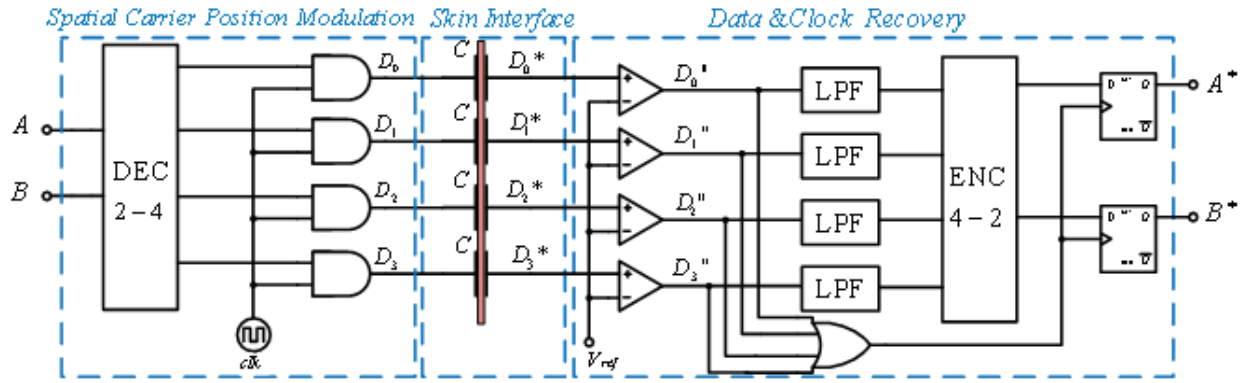 Spatial Carrier Position Modulation
Skin Interface
Data &Clock Recovery
A
B
DEC
2-4
clk
D0
D1
D2
D3
C
C
C
C
D0*
D1*
D2*
D3*
Vref
+
-
+
-
+
-
+
-
D0"
D1"
D2"
D3"
LPF
LPF
LPF
LPF
ENC
4-2
D
Q
Q
D
Q
Q
A*
B*